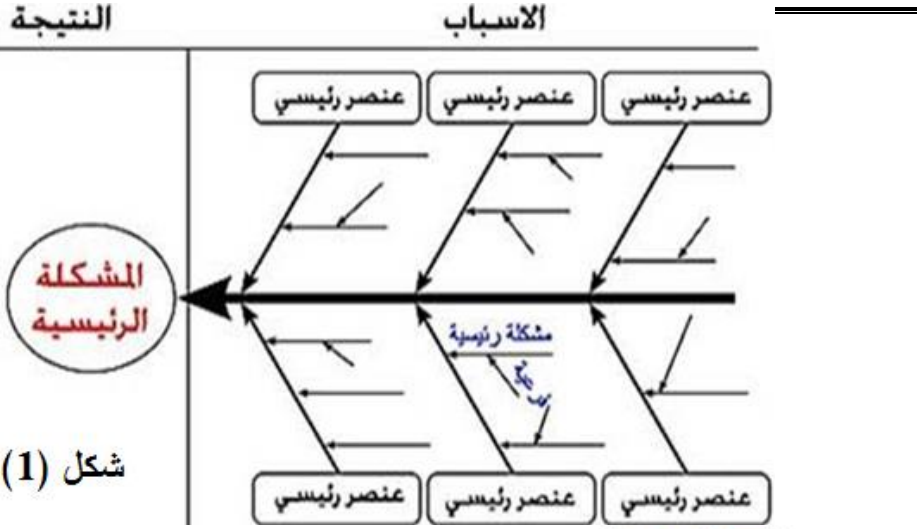 الاسباب
النتيجة
عنصر رئيسي
عنصر رئيسي
عنصر رئيسي
المشكلة
الرئيسية
مشكلة رئيسية
عنصر رئيسي
عنصر رئيسي
عنصر رئيسي
شكل (1)